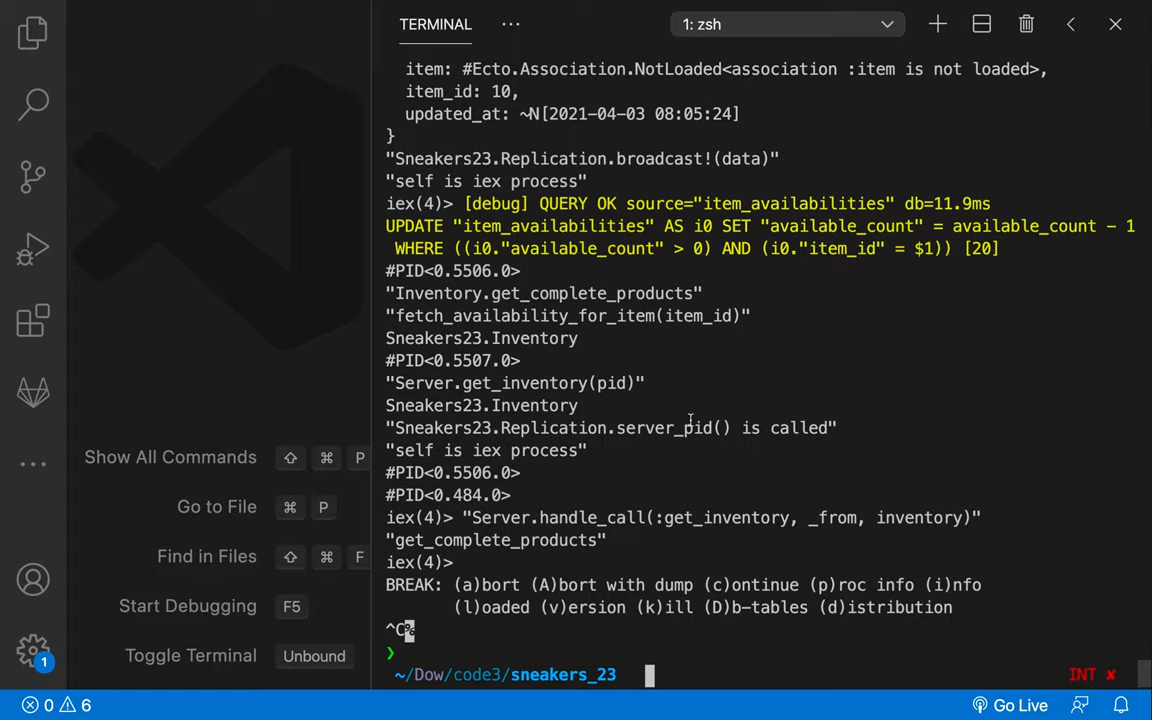 TERMINAL ... 1: zsh
item: #Ecto.Association.NotLoaded<association :item is not loaded>,
item_id: 10,
updated_at: ~N[2021-04-03 08:05:24]
}
"Sneakers23.Replication.broadcast!(data)"
"self is iex process"
iex(4)> [debug] QUERY OK source="item_availabilities" db=11.9ms
UPDATE "item_availabilities" AS i0 SET "available_count" = available_count - 1
WHERE ((i0."available_count" > 0) AND (i0."item_id" = $1)) [20]
#PID<0.5506.0>
"Inventory.get_complete_products"
"fetch_availability_for_item(item_id)"
Sneakers23.Inventory
#PID<0.5507.0>
"Server.get_inventory(pid)"
Sneakers23.Inventory
"Sneakers23.Replication.server_pid() is called"
"self is iex process"
#PID<0.5506.0>
#PID<0.484.0>
iex(4)> "Server.handle_call(:get_inventory, _from, inventory)"
"get_complete_products"
iex(4)>
BREAK: (a)bort (A)bort with dump (c)ontinue (p)roc info (i)nfo
(l)oaded (v)ersion (k)ill (D)b-tables (d)istribution
^C%
❯
~/Dow/code3/sneakers_23 INT ✘
Show All Commands ⇧ ⌘ P
Go to File ⌘ P
Find in Files ⇧ ⌘ F
Start Debugging F5
Toggle Terminal Unbound
1
0 6 Go Live